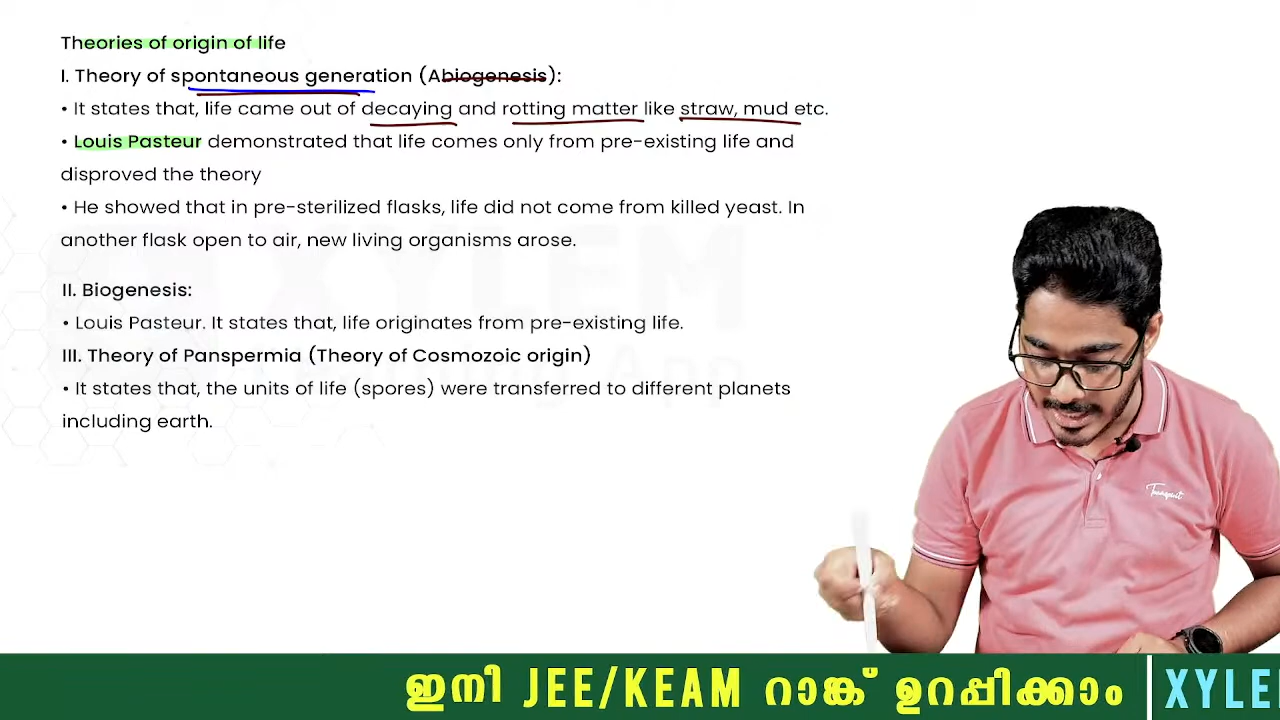 Theories of origin of life
I. Theory of spontaneous generation (Abiogenesis):
• It states that, life came out of decaying and rotting matter like straw, mud etc.
• Louis Pasteur demonstrated that life comes only from pre-existing life and
disproved the theory
• He showed that in pre-sterilized flasks, life did not come from killed yeast. In
another flask open to air, new living organisms arose.
II. Biogenesis:
• Louis Pasteur. It states that, life originates from pre-existing life.
III. Theory of Panspermia (Theory of Cosmozoic origin)
• It states that, the units of life (spores) were transferred to different planets
including earth.
XYLEM
ഇനി JEE/KEAM റാങ്ക് ഉറപ്പിക്കാം
XYLE